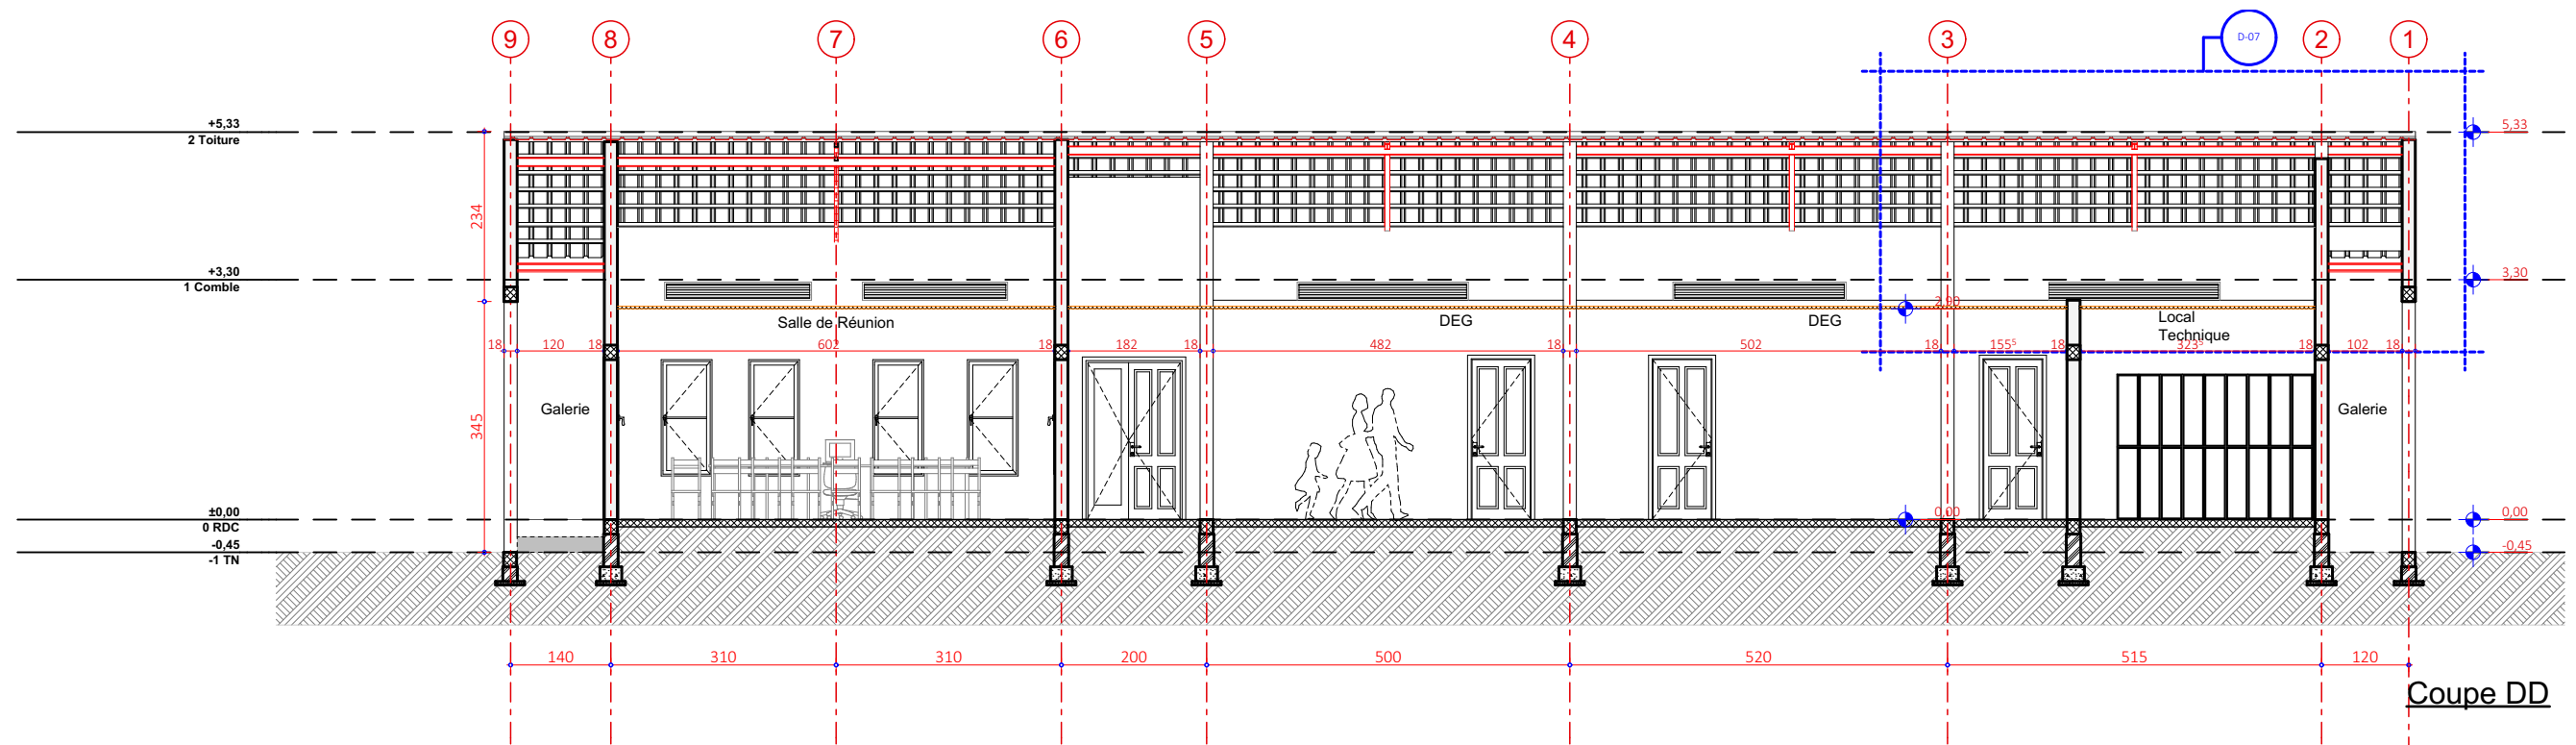 9 8 7 6 5 4 3 2 1
D-07
+5,33
2 Toiture
5,33
234
+3,30
1 Comble
3,30
2,90
Salle de Réunion
DEG
DEG
Local
Technique
18 120 18 602 18 182 18 482 18 502 18 155⁵ 18 323⁵ 18 102 18
345
Galerie
Galerie
±0,00
0 RDC
0,00
0,00
-0,45
-1 TN
-0,45
140 310 310 200 500 520 515 120
Coupe DD